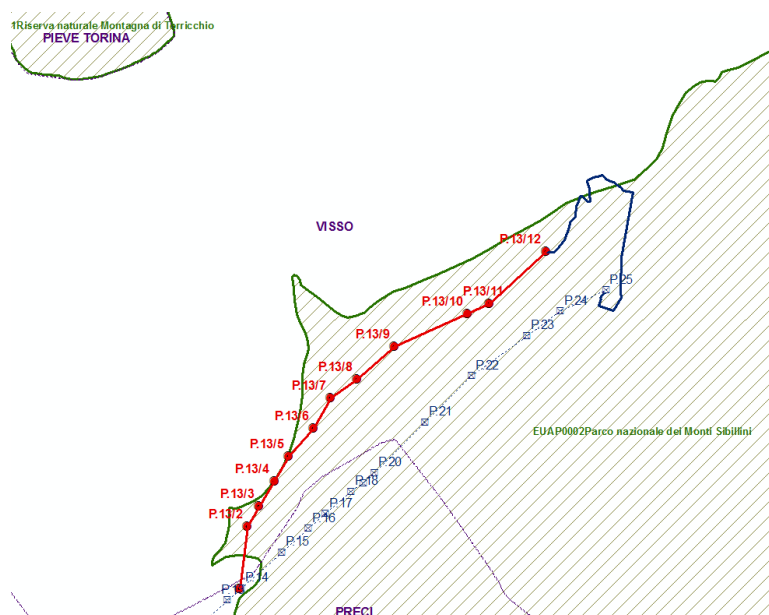 1Riserva naturale Montagna di Torricchio
PIEVE TORINA
VISSO
P.13/12
P.25
P.13/11
P.24
P.13/10
P.23
P.13/9
P.22
P.13/8
P.13/7
P.21
P.13/6
EUAP0002Parco nazionale dei Monti Sibillini
P.13/5
P.20
P.13/4
P.18
P.13/3
P.17
P.16
P.13/2
P.15
P.14
PRECI